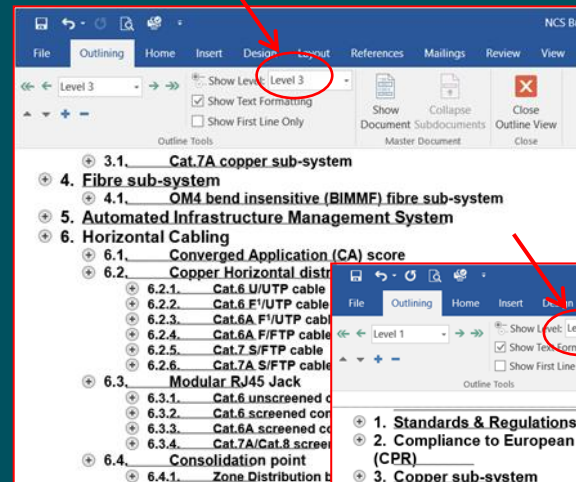 NCS B
File Outlining Home Insert Design Layout References Mailings Review View
Level 3 Show Level: Level 3
Show Text Formatting
Show First Line Only
Show Document Collapse Subdocuments Close Outline View
Outline Tools Master Document Close
3.1. Cat.7A copper sub-system
4. Fibre sub-system
4.1. OM4 bend insensitive (BIMMF) fibre sub-system
5. Automated Infrastructure Management System
6. Horizontal Cabling
6.1. Converged Application (CA) score
6.2. Copper Horizontal distr
6.2.1. Cat.6 U/UTP cable
6.2.2. Cat.6 F¹/UTP cable
6.2.3. Cat.6A F¹/UTP cabl
6.2.4. Cat.6A F/FTP cable
6.2.5. Cat.7 S/FTP cable
6.2.6. Cat.7A S/FTP cable
6.3. Modular RJ45 Jack
6.3.1. Cat.6 unscreened c
6.3.2. Cat.6 screened con
6.3.3. Cat.6A screened co
6.3.4. Cat.7A/Cat.8 screen
6.4. Consolidation point
6.4.1. Zone Distribution b
File Outlining Home Insert Design
Level 1 Show Level: Le
Show Text Form
Show First Line
Outline Tools
1. Standards & Regulations
2. Compliance to European
(CPR)
3. Copper sub-system